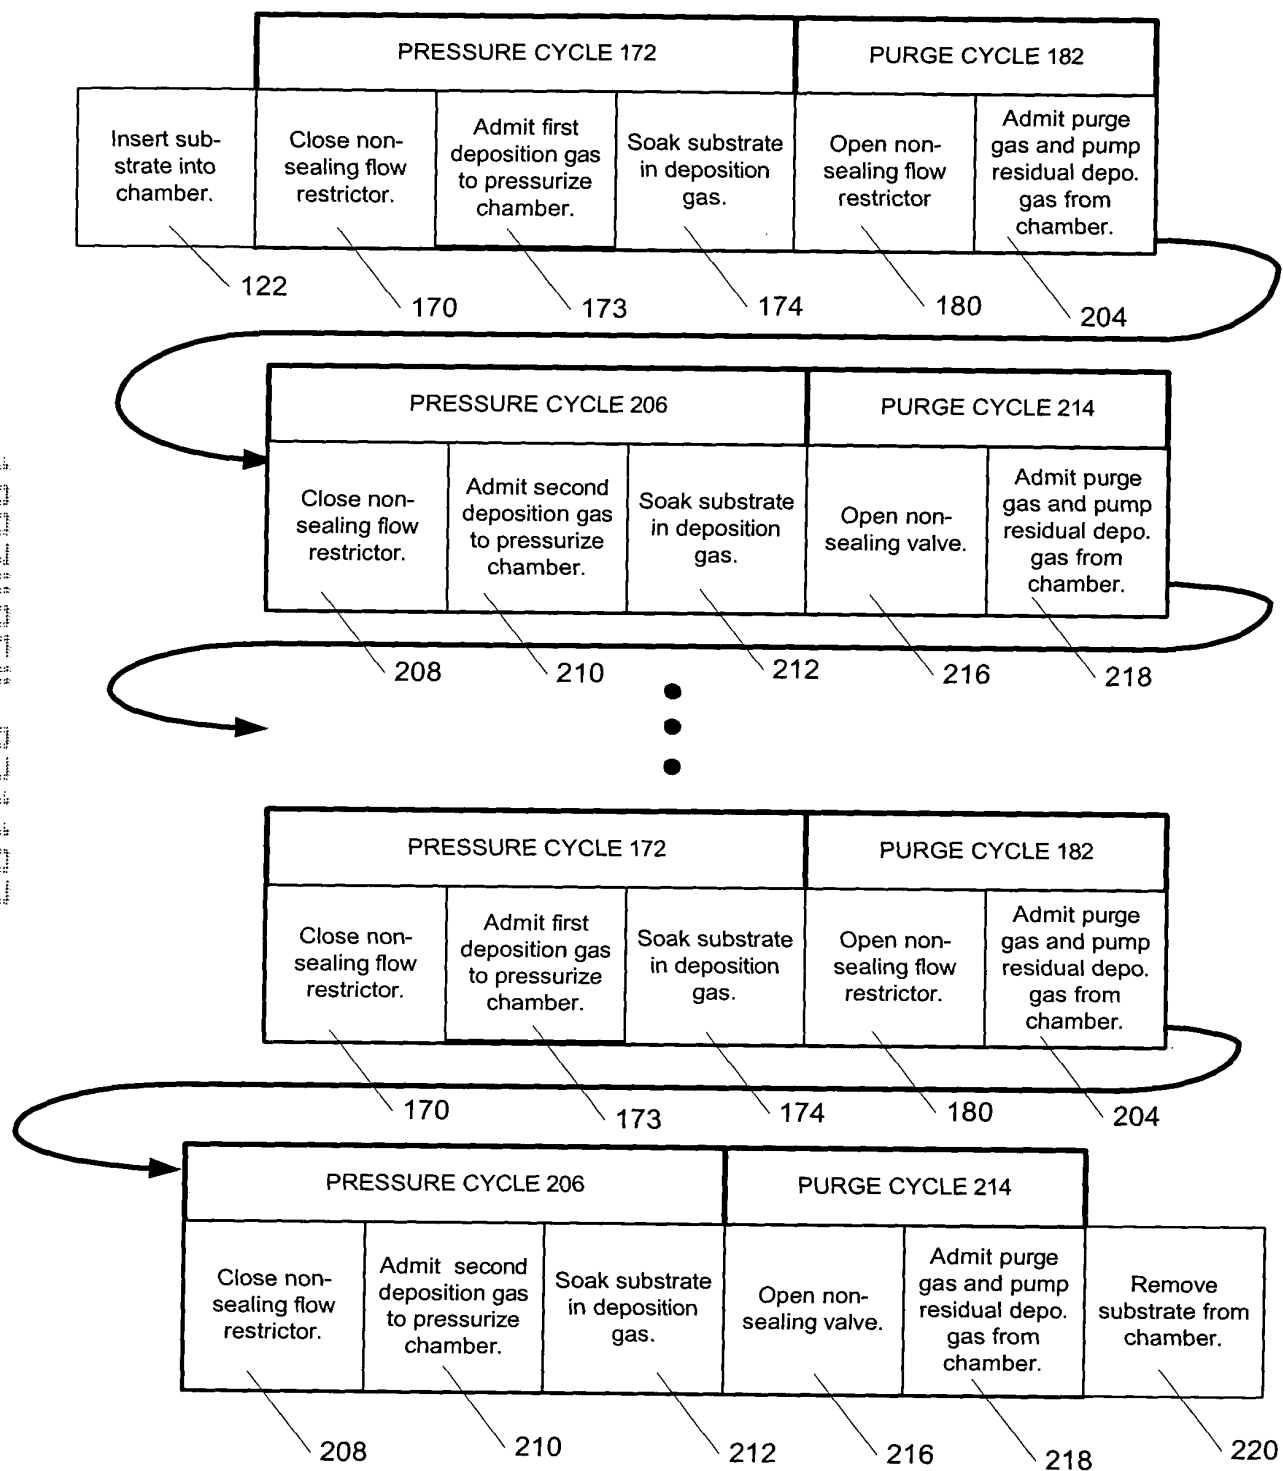 PRESSURE CYCLE 172
PURGE CYCLE 182
Insert sub-
strate into
chamber.
Close non-
sealing flow
restrictor.
Admit first
deposition gas
to pressurize
chamber.
Soak substrate
in deposition
gas.
Open non-
sealing flow
restrictor
Admit purge
gas and pump
residual depo.
gas from
chamber.
122
170
173
174
180
204
PRESSURE CYCLE 206
PURGE CYCLE 214
Close non-
sealing flow
restrictor.
Admit second
deposition gas
to pressurize
chamber.
Soak substrate
in deposition
gas.
Open non-
sealing valve.
Admit purge
gas and pump
residual depo.
gas from
chamber.
208
210
212
216
218
PRESSURE CYCLE 172
PURGE CYCLE 182
Close non-
sealing flow
restrictor.
Admit first
deposition gas
to pressurize
chamber.
Soak substrate
in deposition
gas.
Open non-
sealing flow
restrictor.
Admit purge
gas and pump
residual depo.
gas from
chamber.
170
173
174
180
204
PRESSURE CYCLE 206
PURGE CYCLE 214
Close non-
sealing flow
restrictor.
Admit second
deposition gas
to pressurize
chamber.
Soak substrate
in deposition
gas.
Open non-
sealing valve.
Admit purge
gas and pump
residual depo.
gas from
chamber.
Remove
substrate from
chamber.
208
210
212
216
218
220